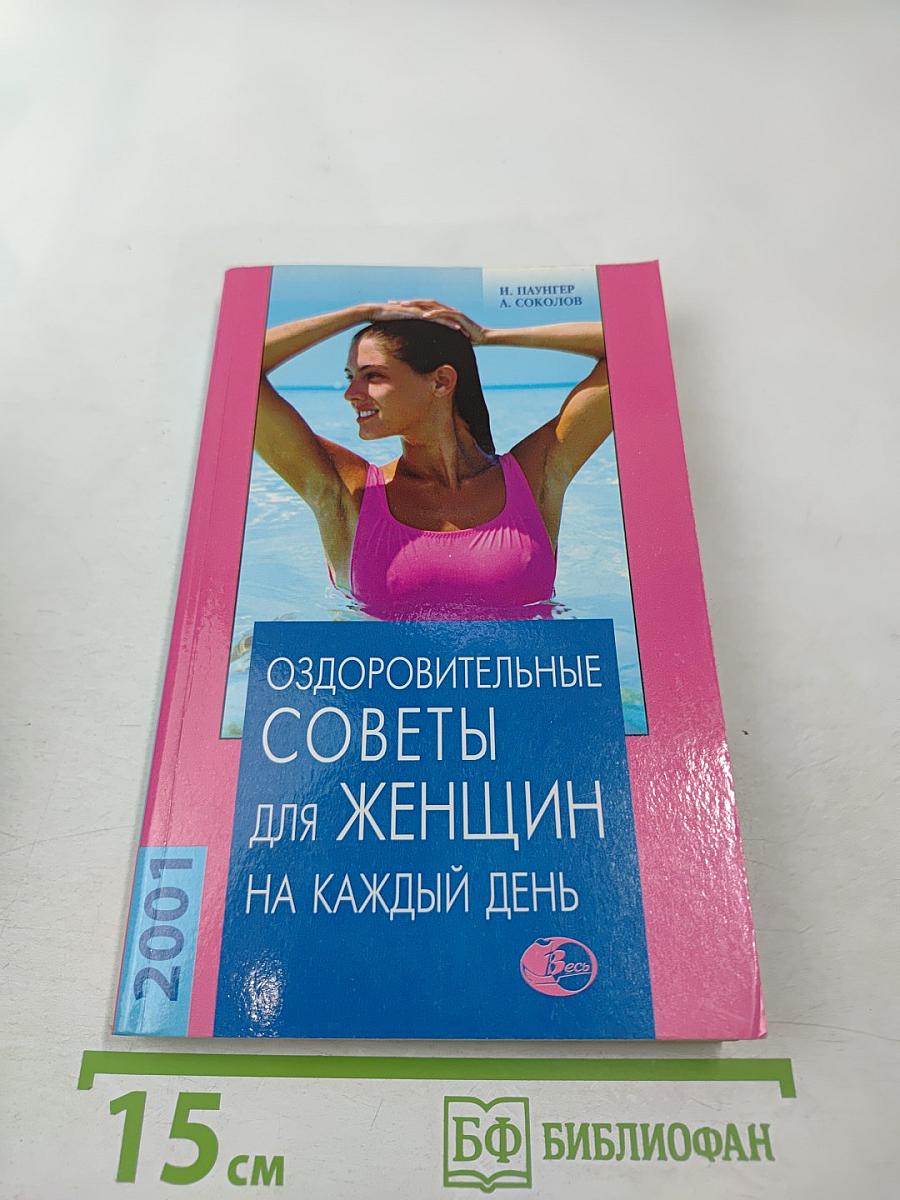 И. ПАУНГЕР
А. СОКОЛОВ
ОЗДОРОВИТЕЛЬНЫЕ
СОВЕТЫ
ДЛЯ ЖЕНЩИН
НА КАЖДЫЙ ДЕНЬ
2001
Весь
15 см
БФ БИБЛИОФАН